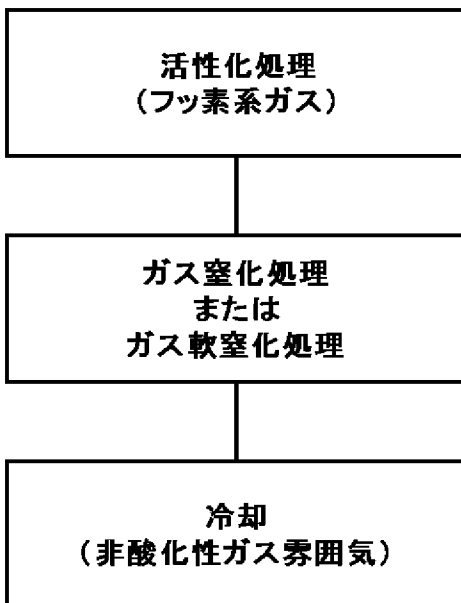 活性化処理
（フッ素系ガス）
ガス窒化処理
または
ガス軟窒化処理
冷却
（非酸化性ガス雰囲気）